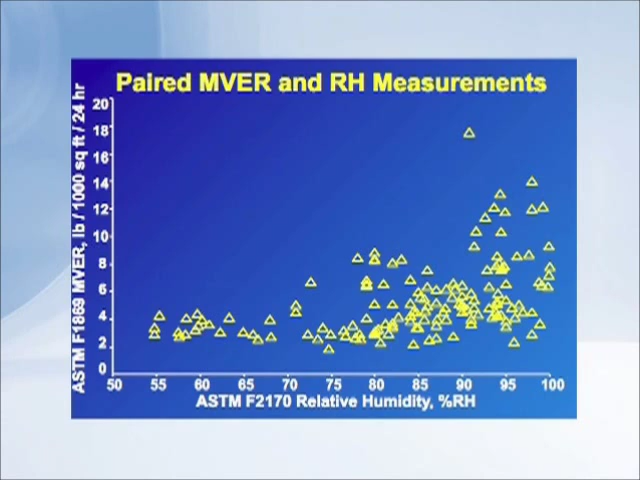 Paired MVER and RH Measurements
ASTM F1869 MVER, lb / 1000 sq ft / 24 hr
20
18
16
14
12
10
8
6
4
2
0
50 55 60 65 70 75 80 85 90 95 100
ASTM F2170 Relative Humidity, %RH